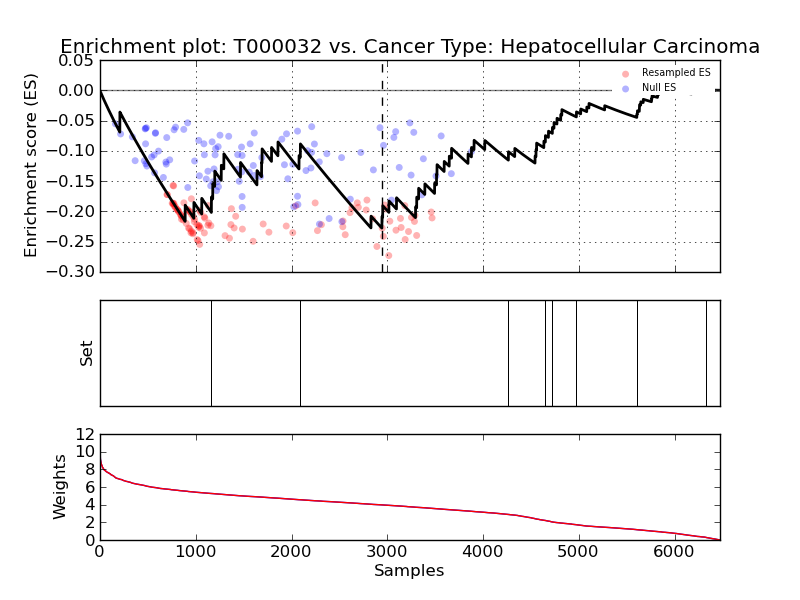 Enrichment plot: T000032 vs. Cancer Type: Hepatocellular Carcinoma
Enrichment score (ES)
0.05
0.00
−0.05
−0.10
−0.15
−0.20
−0.25
−0.30
Resampled ES
Null ES
Set
Weights
12
10
8
6
4
2
0
0 1000 2000 3000 4000 5000 6000
Samples